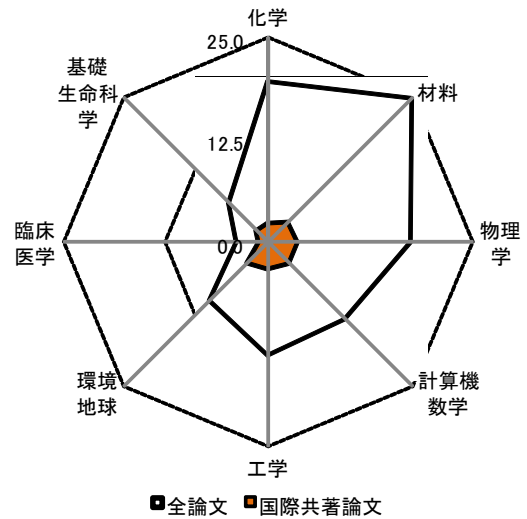 化学
25.0
基礎
生命科
学
材料
12.5
臨床
医学
0.0
物理
学
環境
地球
計算機
数学
工学
全論文 国際共著論文